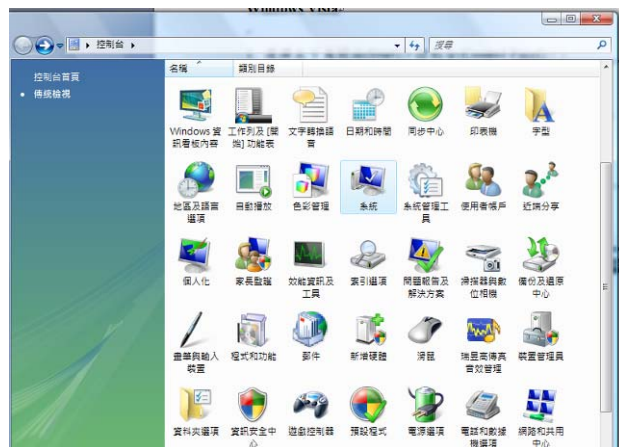 Windows Vista
控制台
搜尋
控制台首頁
傳統檢視
名稱
類別目錄
Windows 資訊看板內容
工作列及 [開始] 功能表
文字轉換語音
日期和時間
同步中心
印表機
字型
地區及語言選項
自動播放
色彩管理
系統
系統管理工具
使用者帳戶
近端分享
個人化
家長監護
效能資訊及工具
索引選項
問題報告及解決方案
掃描器與數位相機
備份及還原中心
畫筆與輸入裝置
程式和功能
郵件
新增硬體
滑鼠
瑞昱高傳真音效管理
裝置管理員
資料夾選項
資訊安全中心
遊戲控制器
預設程式
電源選項
電話和數據機選項
網路和共用中心